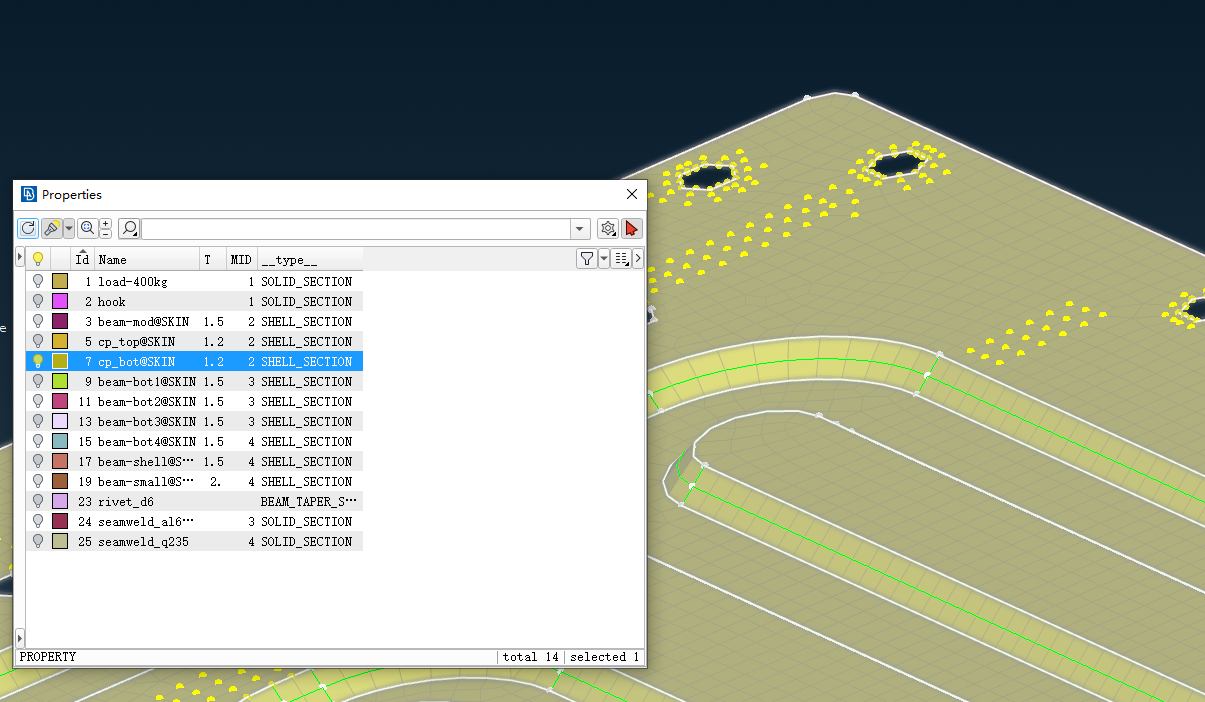 Properties
Id Name T MID __type__
1 load-400kg 1 SOLID_SECTION
2 hook 1 SOLID_SECTION
3 beam-mod@SKIN 1.5 2 SHELL_SECTION
5 cp_top@SKIN 1.2 2 SHELL_SECTION
7 cp_bot@SKIN 1.2 2 SHELL_SECTION
9 beam-bot1@SKIN 1.5 3 SHELL_SECTION
11 beam-bot2@SKIN 1.5 3 SHELL_SECTION
13 beam-bot3@SKIN 1.5 3 SHELL_SECTION
15 beam-bot4@SKIN 1.5 4 SHELL_SECTION
17 beam-shell@S… 1.5 4 SHELL_SECTION
19 beam-small@S… 2. 4 SHELL_SECTION
23 rivet_d6 BEAM_TAPER_S…
24 seamweld_al6… 3 SOLID_SECTION
25 seamweld_q235 4 SOLID_SECTION
PROPERTY total 14 selected 1